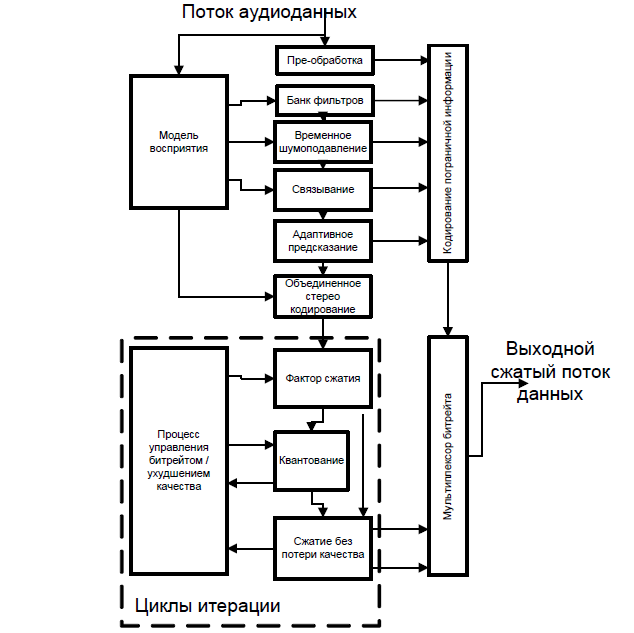 Поток аудиоданных
Пре-обработка
Банк фильтров
Временное
шумоподавление
Модель
восприятия
Связывание
Адаптивное
предсказание
Объединенное
стерео
кодирование
Кодирование пограничной информации
Фактор сжатия
Процесс
управления
битрейтом /
ухудшением
качества
Квантование
Сжатие без
потери качества
Мультиплексор битрейта
Выходной
сжатый поток
данных
Циклы итерации